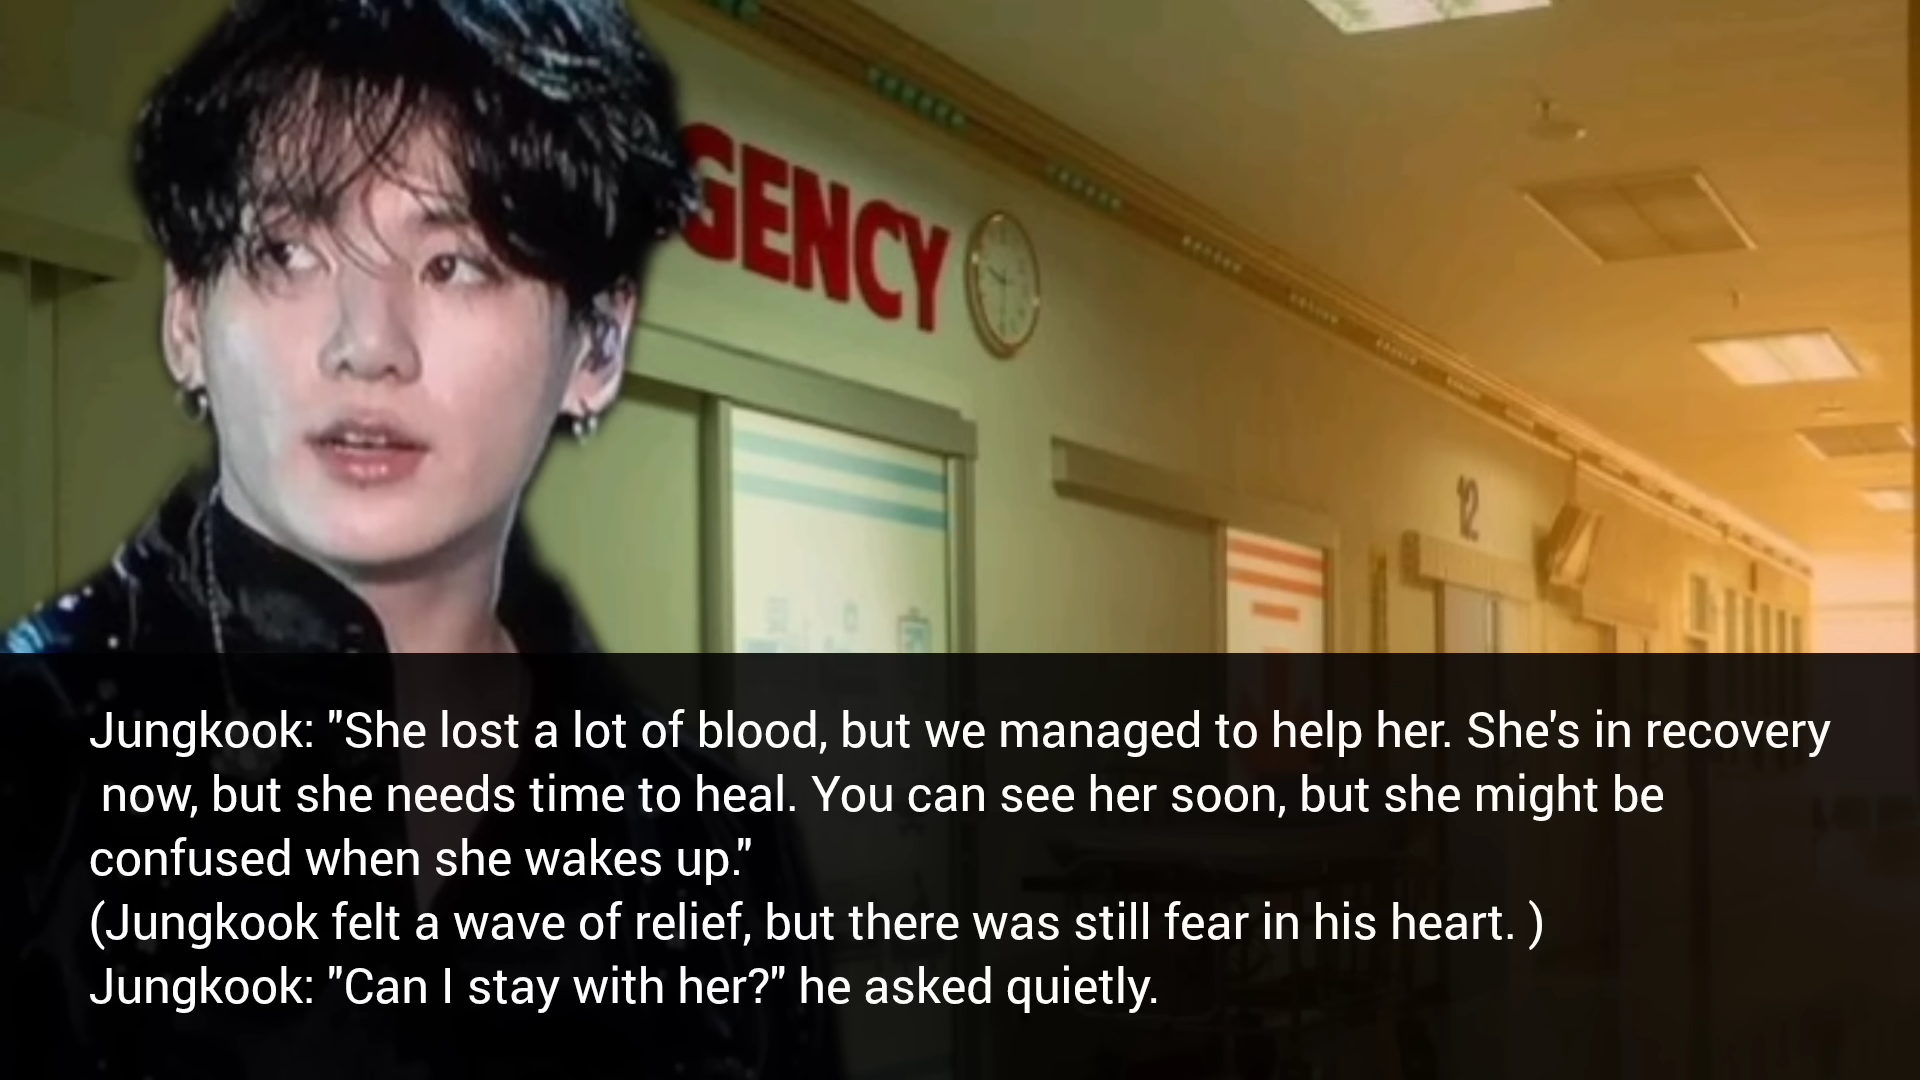 GENCY
12
Jungkook: "She lost a lot of blood, but we managed to help her. She's in recovery
now, but she needs time to heal. You can see her soon, but she might be
confused when she wakes up."
(Jungkook felt a wave of relief, but there was still fear in his heart. )
Jungkook: "Can I stay with her?" he asked quietly.